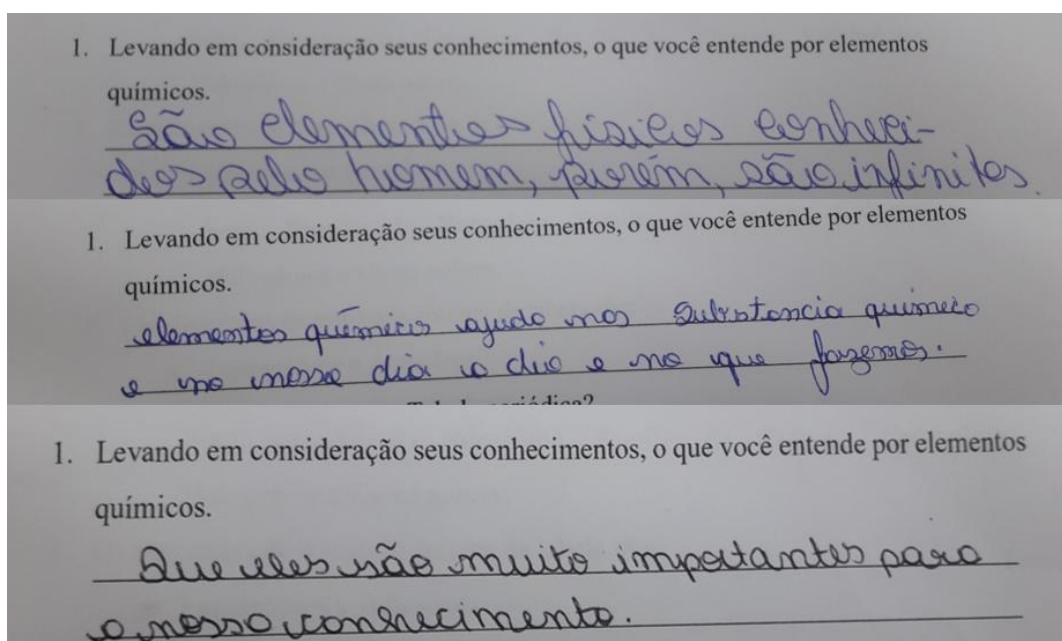 1. Levando em consideração seus conhecimentos, o que você entende por elementos
químicos.
São elementos físicos conheci-
dos pelo homem, porém, são infinitos.
1. Levando em consideração seus conhecimentos, o que você entende por elementos
químicos.
elementos químicos ajuda nas substancia quimico
e no nosso dia a dia e no que fazemos.
1. Levando em consideração seus conhecimentos, o que você entende por elementos
químicos.
Que eles são muito importantes para
o nosso conhecimento.